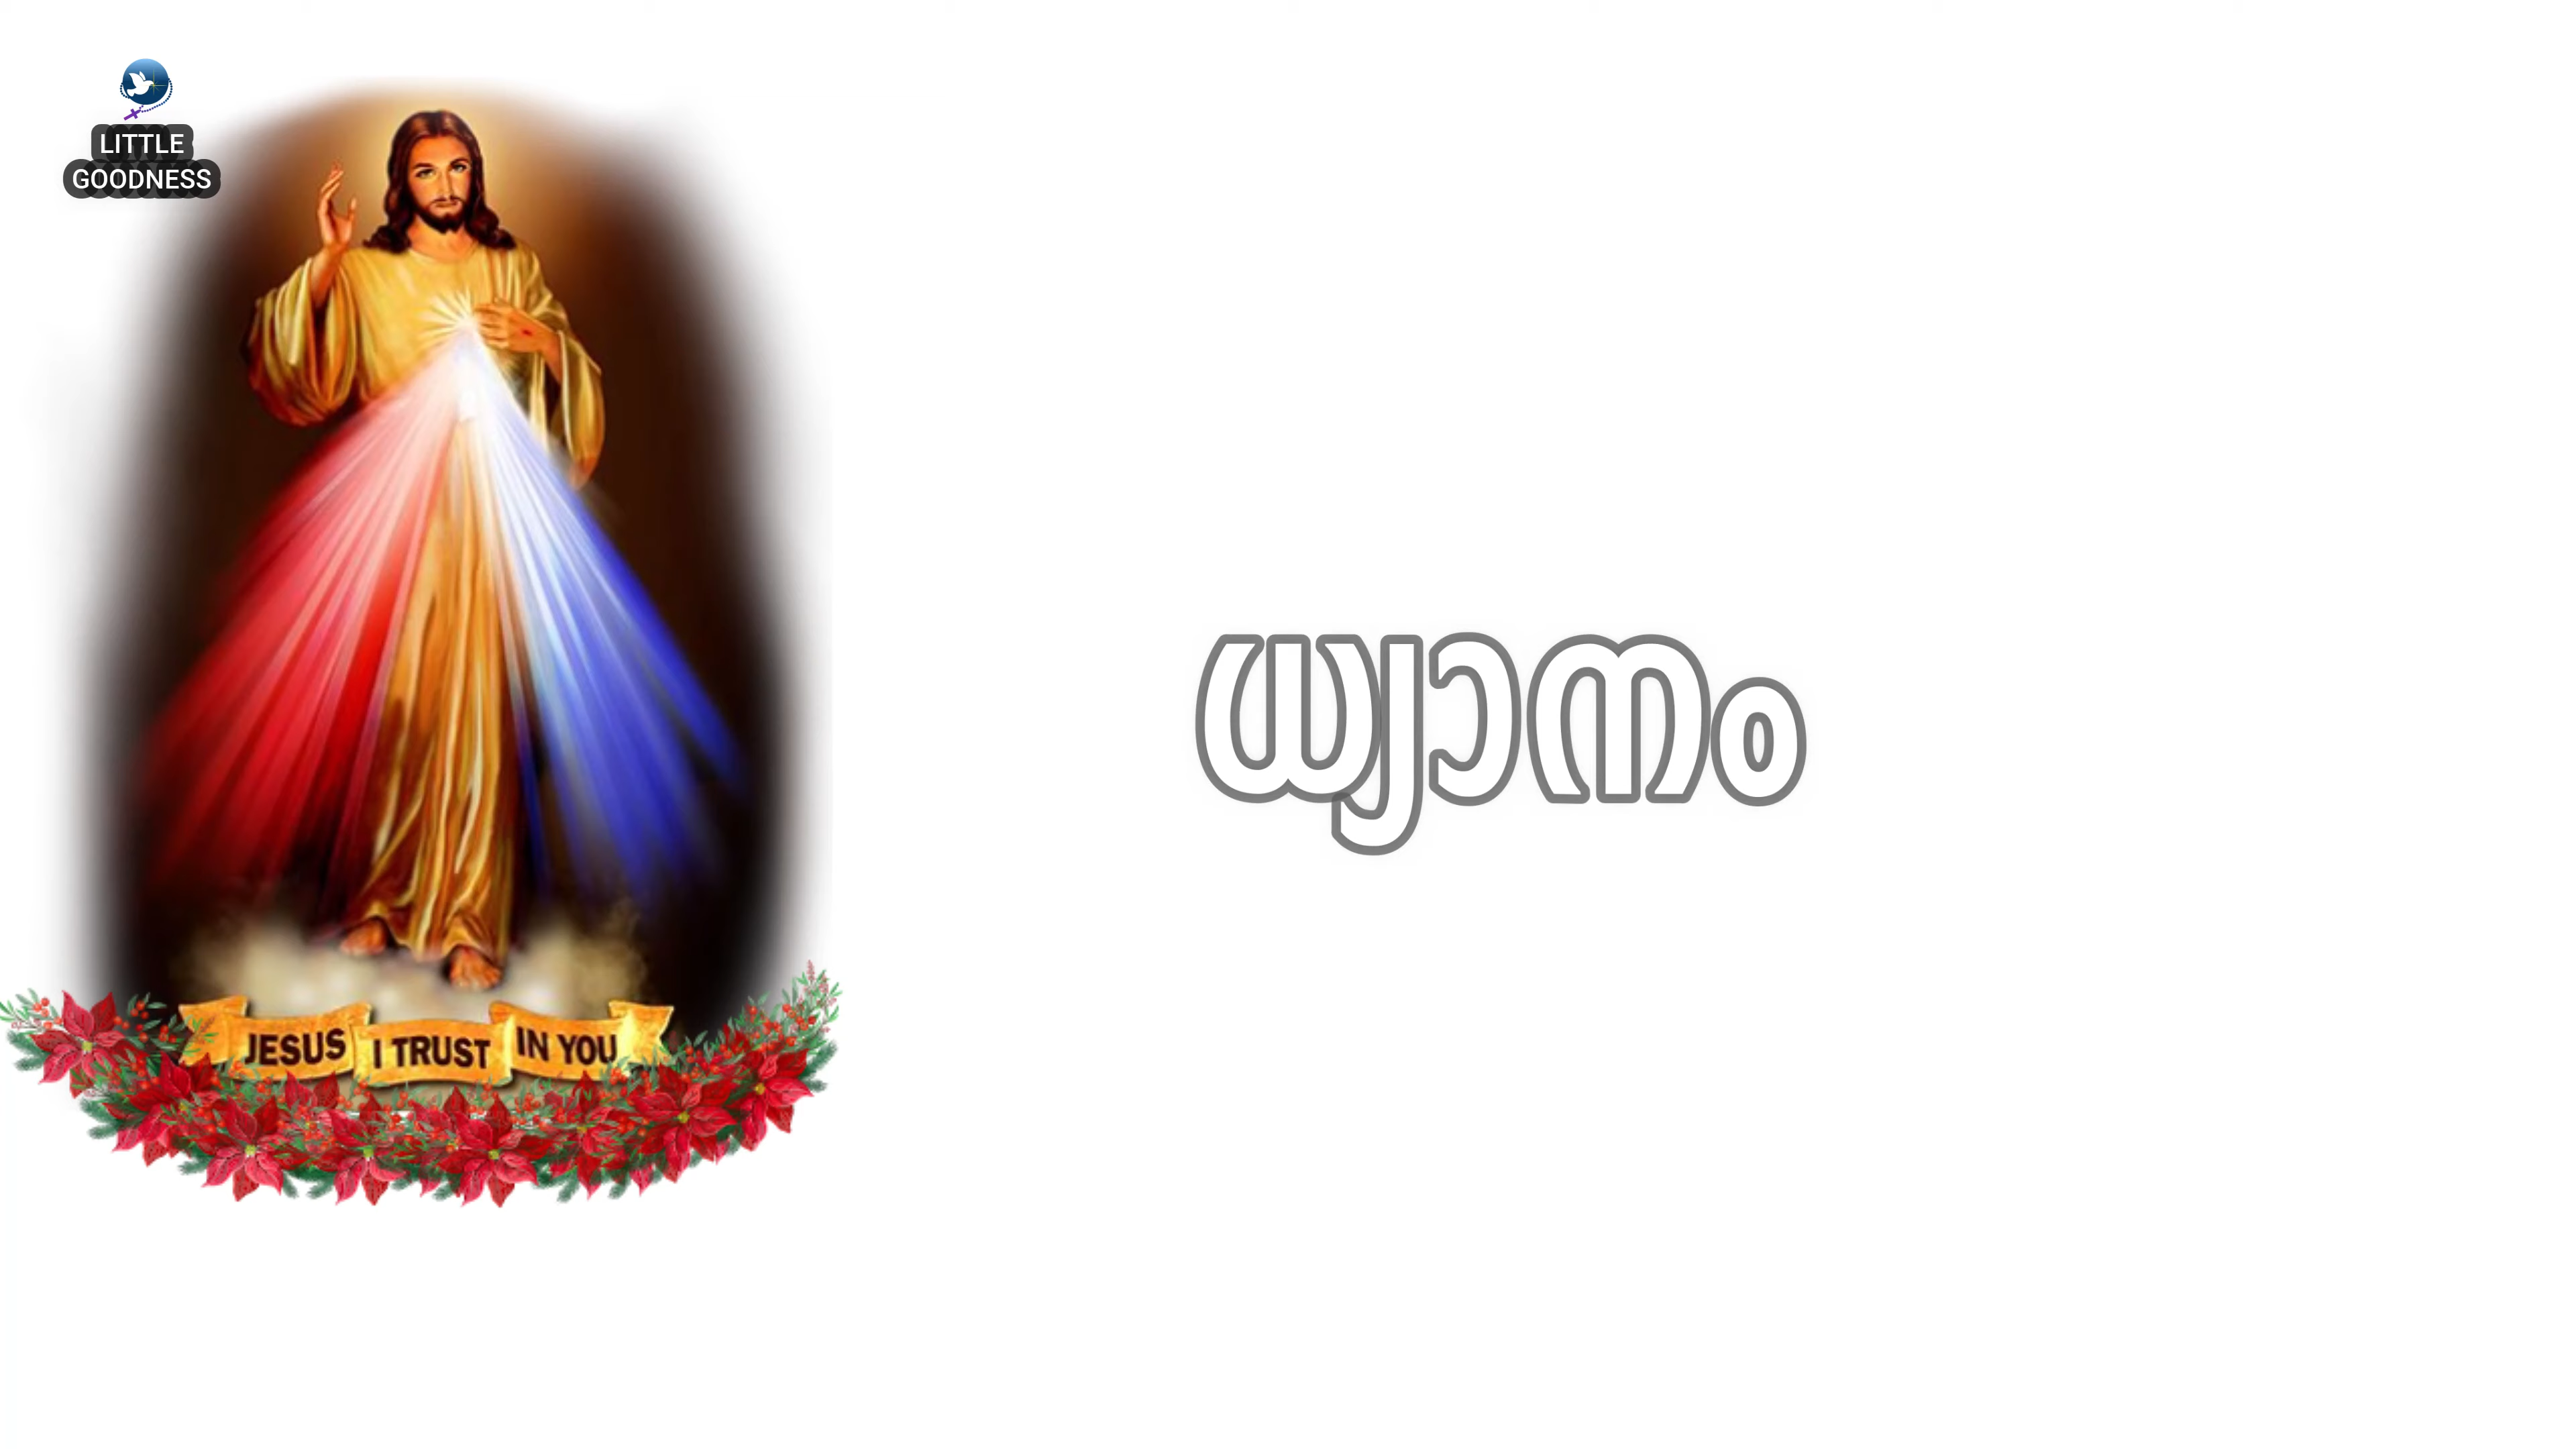 LITTLE
GOODNESS
ധ്യാനം
JESUS I TRUST IN YOU